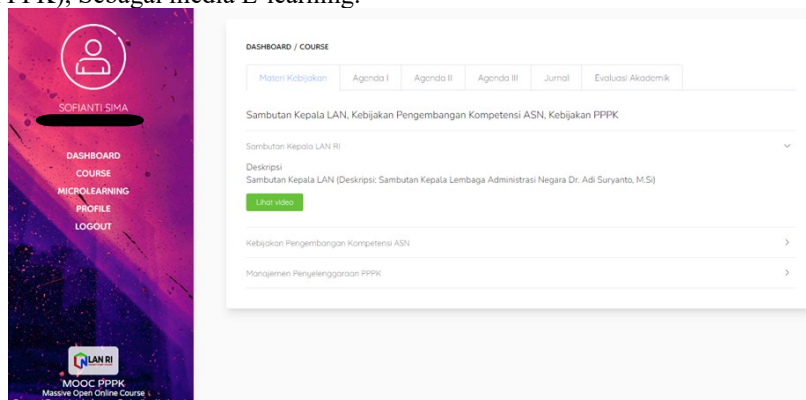 Sebagai media E-learning.
SOFIANTI SIMA
DASHBOARD
COURSE
MICROLEARNING
PROFILE
LOGOUT
LAN RI
MOOC PPPK
Massive Open Online Course
DASHBOARD / COURSE
Materi Kebijakan Agenda I Agenda II Agenda III Jurnal Evaluasi Akademik
Sambutan Kepala LAN, Kebijakan Pengembangan Kompetensi ASN, Kebijakan PPPK
Sambutan Kepala LAN RI
Deskripsi
Sambutan Kepala LAN (Deskripsi: Sambutan Kepala Lembaga Administrasi Negara Dr. Adi Suryanto, M.Si)
Lihat video
Kebijakan Pengembangan Kompetensi ASN
Manajemen Penyelenggaraan PPPK